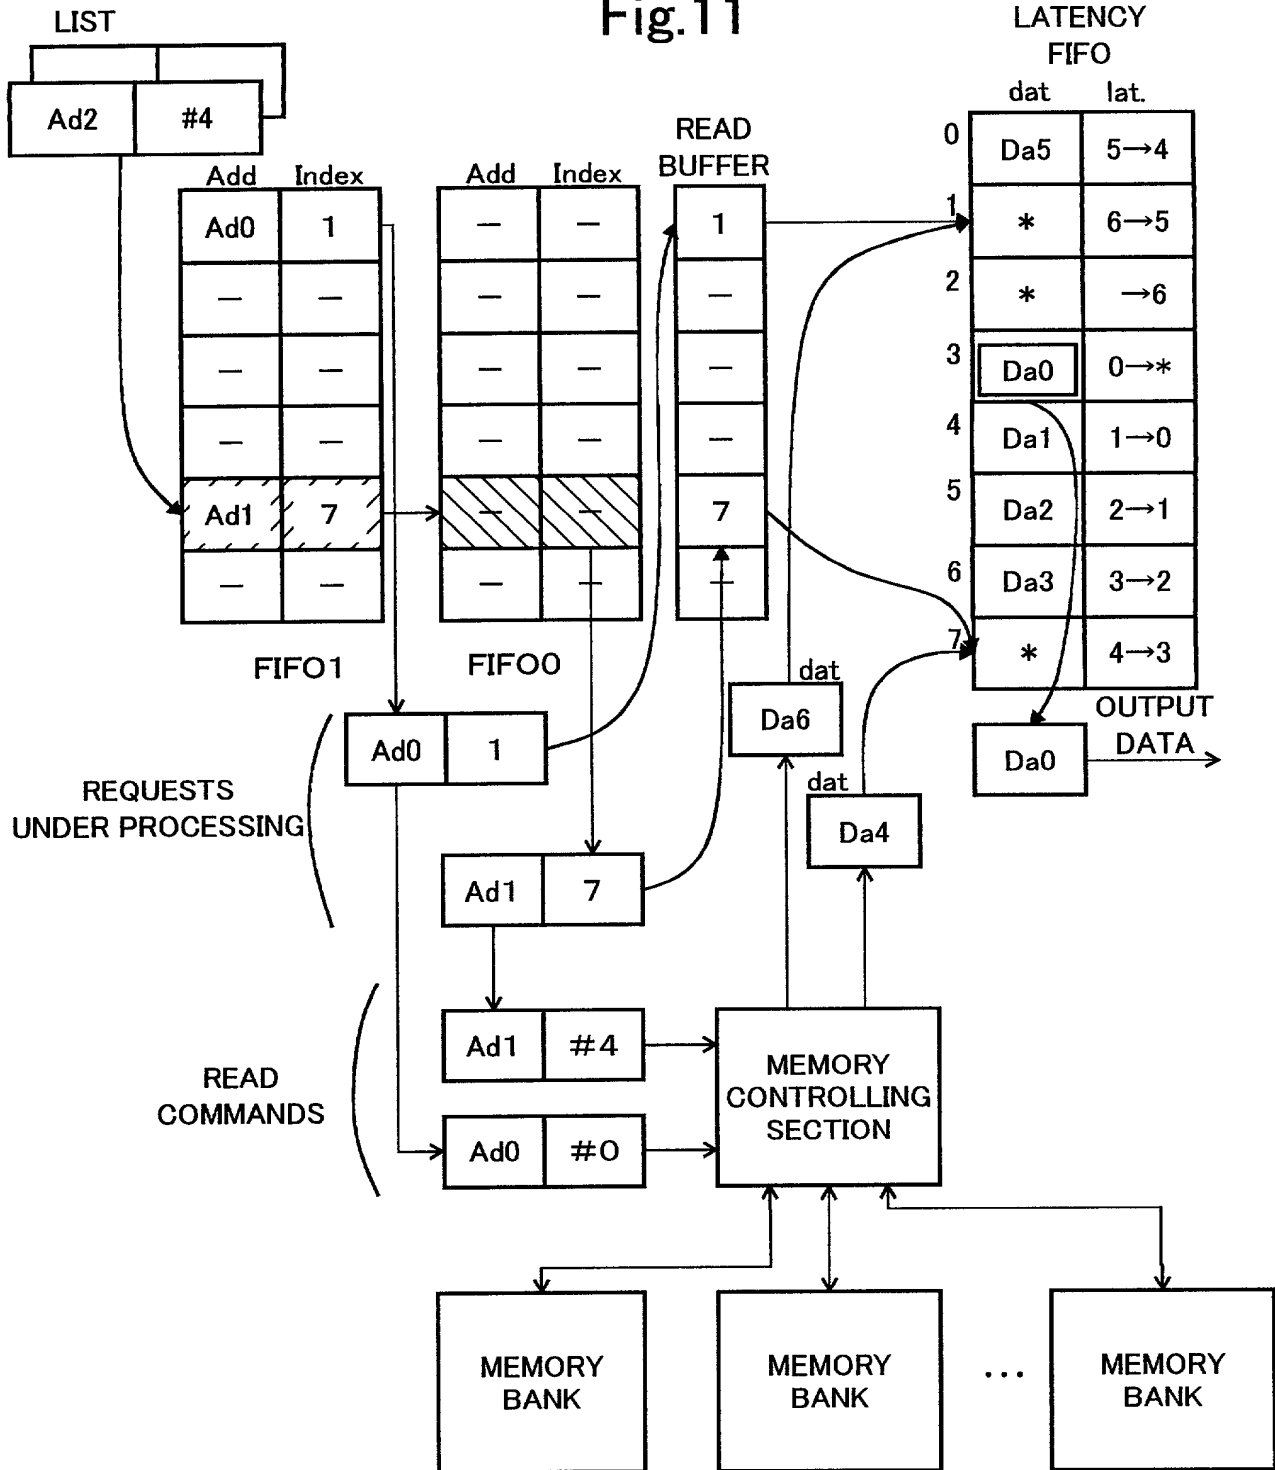 Fig.11
LIST
Ad2 #4
Add Index
Ad0 1
— —
— —
— —
Ad1 7
— —
FIFO1
Add Index
— —
— —
— —
— —
— —
— —
FIFO0
READ
BUFFER
1
—
—
—
7
—
LATENCY
FIFO
dat lat.
0 Da5 5→4
1 * 6→5
2 * →6
3 Da0 0→*
4 Da1 1→0
5 Da2 2→1
6 Da3 3→2
7 * 4→3
OUTPUT
DATA
Da0
dat
Da6
dat
Da4
REQUESTS
UNDER PROCESSING
Ad0 1
Ad1 7
READ
COMMANDS
Ad1 #4
Ad0 #0
MEMORY
CONTROLLING
SECTION
MEMORY
BANK
MEMORY
BANK
...
MEMORY
BANK